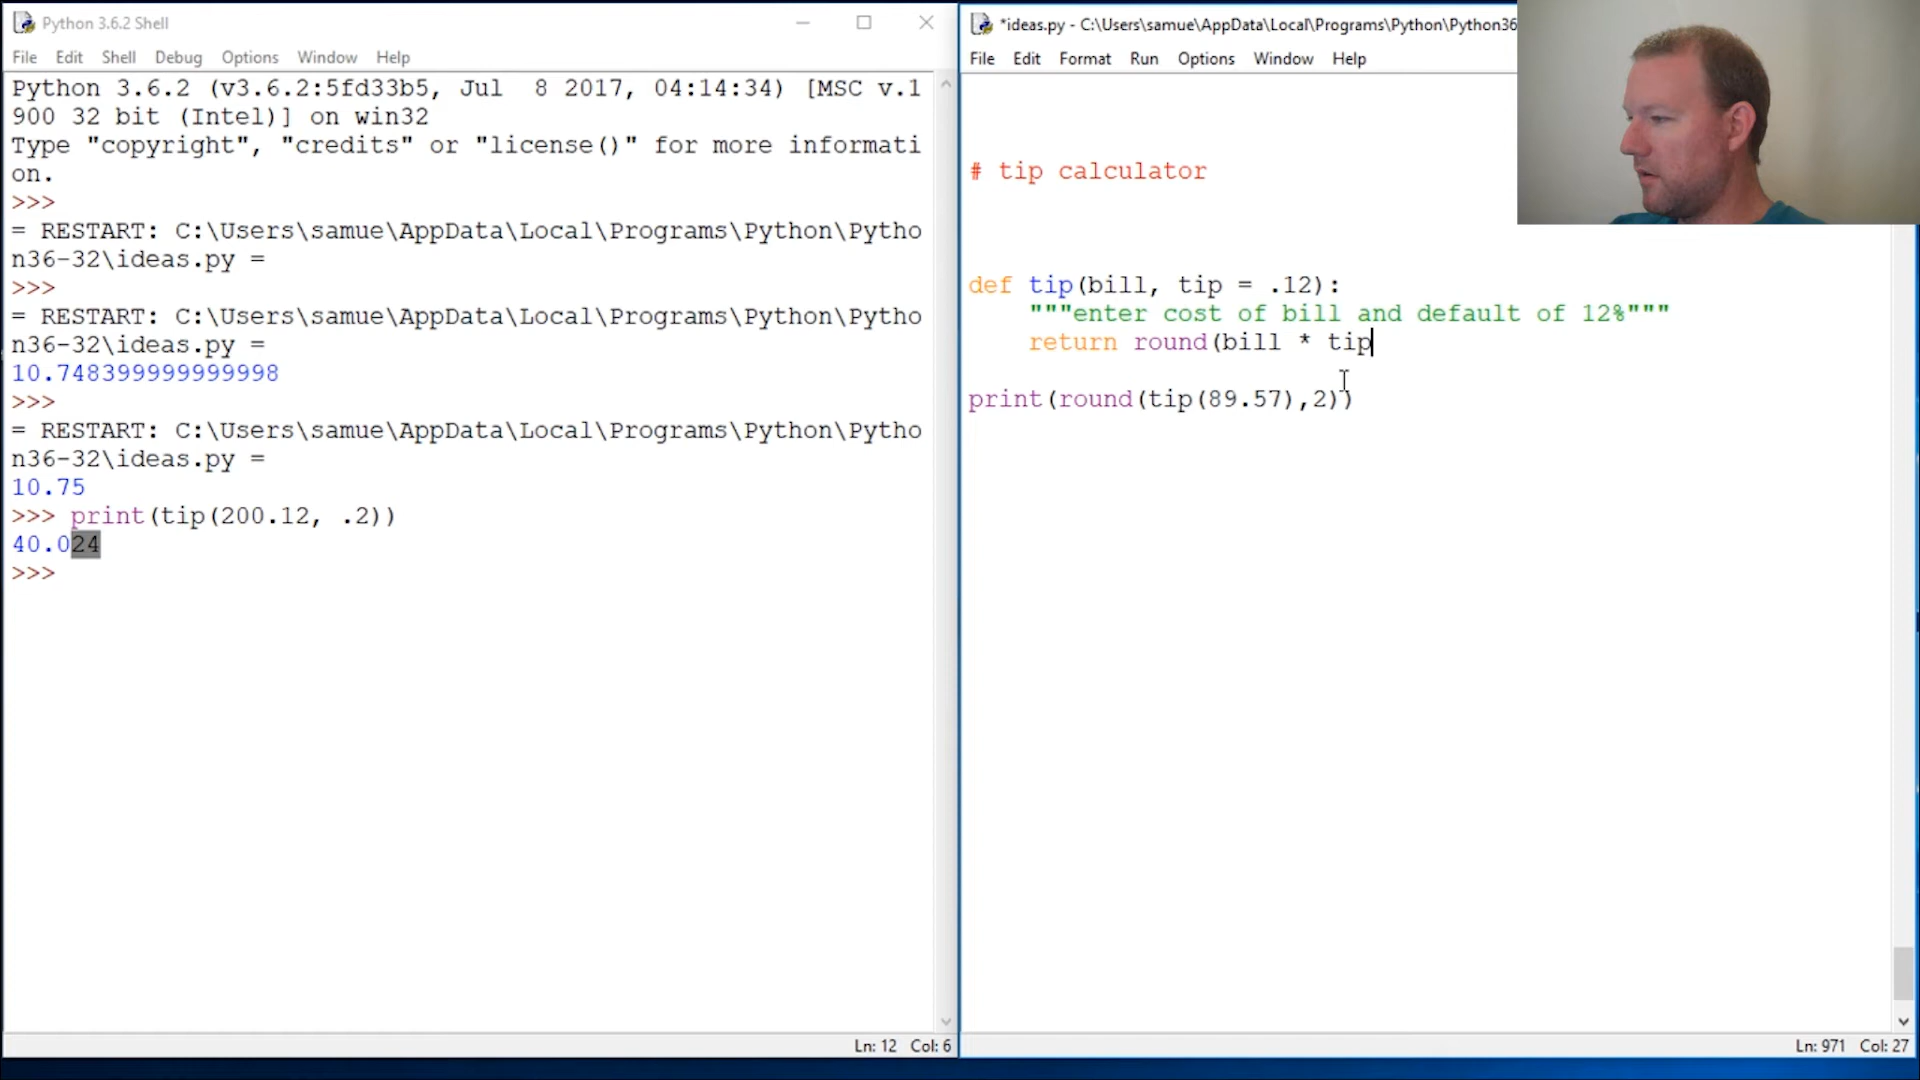 Python 3.6.2 Shell
File Edit Shell Debug Options Window Help
Python 3.6.2 (v3.6.2:5fd33b5, Jul  8 2017, 04:14:34) [MSC v.1
900 32 bit (Intel)] on win32
Type "copyright", "credits" or "license()" for more informati
on.
>>>
= RESTART: C:\Users\samue\AppData\Local\Programs\Python\Pytho
n36-32\ideas.py =
>>>
= RESTART: C:\Users\samue\AppData\Local\Programs\Python\Pytho
n36-32\ideas.py =
10.748399999999998
>>>
= RESTART: C:\Users\samue\AppData\Local\Programs\Python\Pytho
n36-32\ideas.py =
10.75
>>> print(tip(200.12, .2))
40.024
>>>
Ln: 12 Col: 6
*ideas.py - C:\Users\samue\AppData\Local\Programs\Python\Python36
File Edit Format Run Options Window Help
# tip calculator
def tip(bill, tip = .12):
    """enter cost of bill and default of 12%"""
    return round(bill * tip
print(round(tip(89.57),2))
Ln: 971 Col: 27